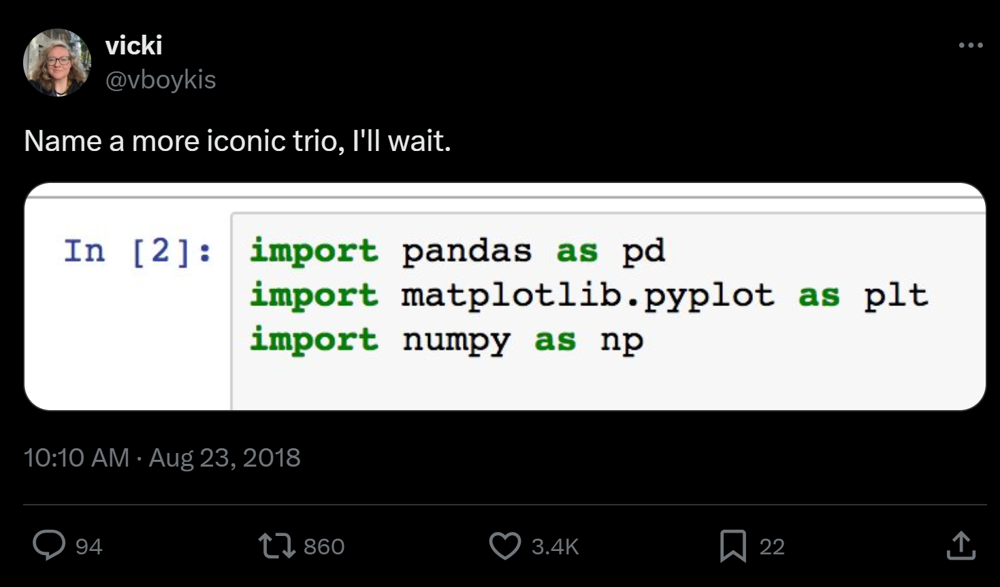 vicki
@vboykis
Name a more iconic trio, I'll wait.
In [2]: import pandas as pd
import matplotlib.pyplot as plt
import numpy as np
10:10 AM · Aug 23, 2018
94 860 3.4K 22